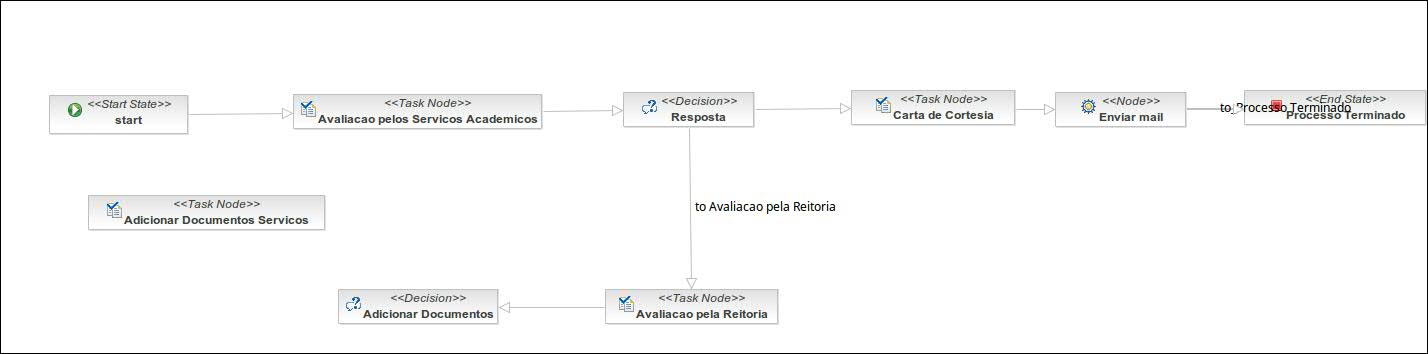 <<Start State>>
start
<<Task Node>>
Avaliacao pelos Servicos Academicos
<<Decision>>
Resposta
<<Task Node>>
Carta de Cortesia
<<Node>>
Enviar mail
to Processo Terminado
<<End State>>
Processo Terminado
<<Task Node>>
Adicionar Documentos Servicos
to Avaliacao pela Reitoria
<<Decision>>
Adicionar Documentos
<<Task Node>>
Avaliacao pela Reitoria